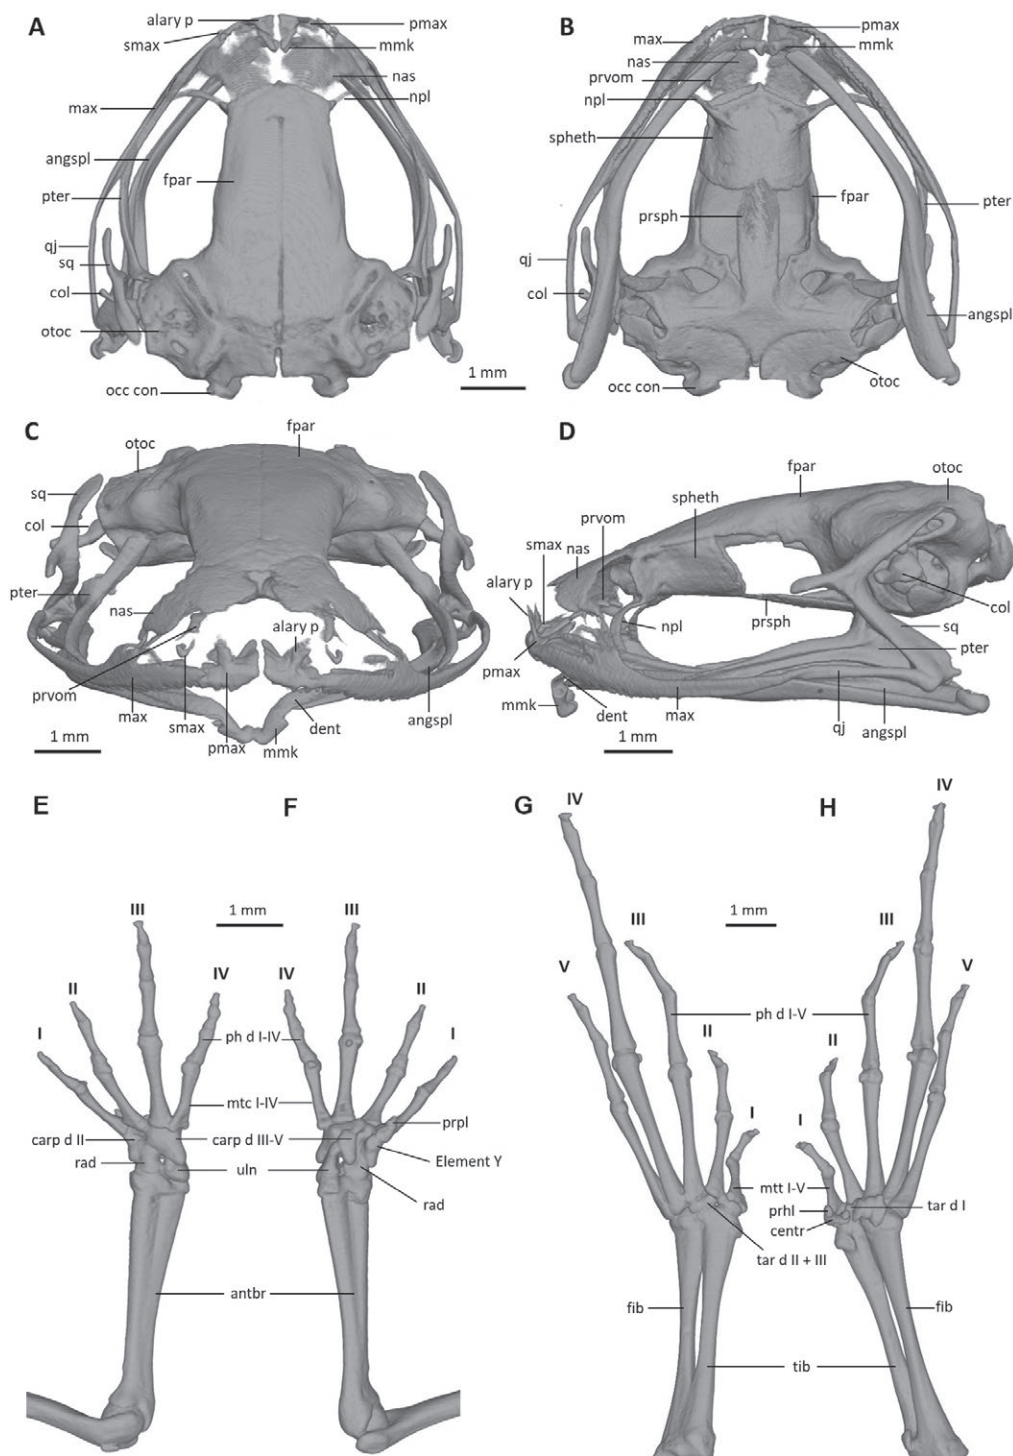 A
alary p
smax
max
angspl
pter
qj
sq
col
otoc
occ con
fpar
pmax
mmk
nas
npl
1 mm
B
max
nas
prvom
npl
spheth
prsph
qj
col
occ con
pmax
mmk
fpar
pter
angspl
otoc
C
otoc
sq
col
pter
nas
prvom
max
smax
pmax
mmk
dent
angspl
alary p
fpar
1 mm
D
fpar
otoc
spheth
prvom
smax
nas
alary p
pmax
mmk
dent
npl
max
prsph
qj
angspl
pter
sq
col
1 mm
E
III
II
I
IV
1 mm
F
III
IV
II
I
ph d I-IV
mtc I-IV
carp d II
carp d III-V
rad
uln
prpl
Element Y
rad
antbr
G
IV
III
V
II
I
1 mm
H
IV
III
V
II
I
ph d I-V
mtt I-V
prhl
centr
tar d I
tar d II + III
fib
fib
tib